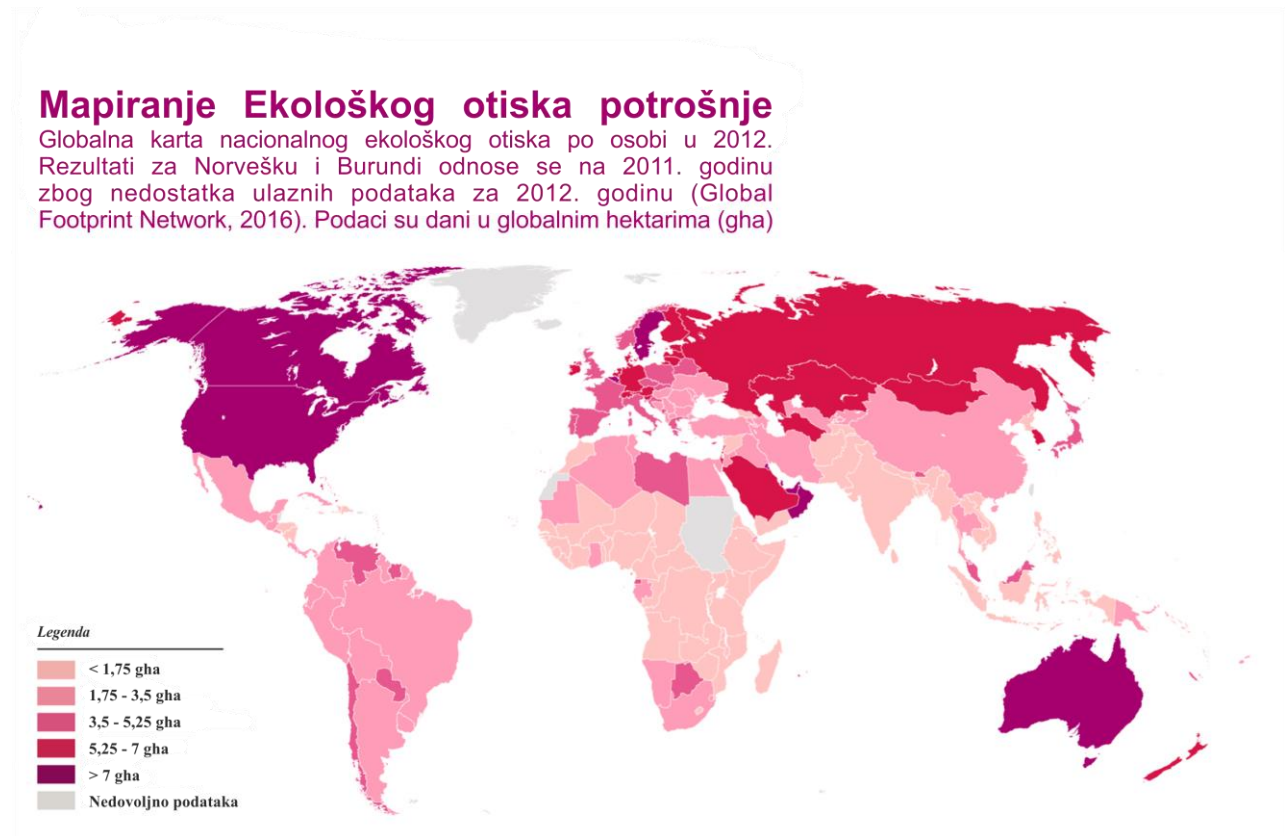 Mapiranje Ekološkog otiska potrošnje
Globalna karta nacionalnog ekološkog otiska po osobi u 2012.
Rezultati za Norvešku i Burundi odnose se na 2011. godinu
zbog nedostatka ulaznih podataka za 2012. godinu (Global
Footprint Network, 2016). Podaci su dani u globalnim hektarima (gha)
Legenda
< 1,75 gha
1,75 - 3,5 gha
3,5 - 5,25 gha
5,25 - 7 gha
> 7 gha
Nedovoljno podataka